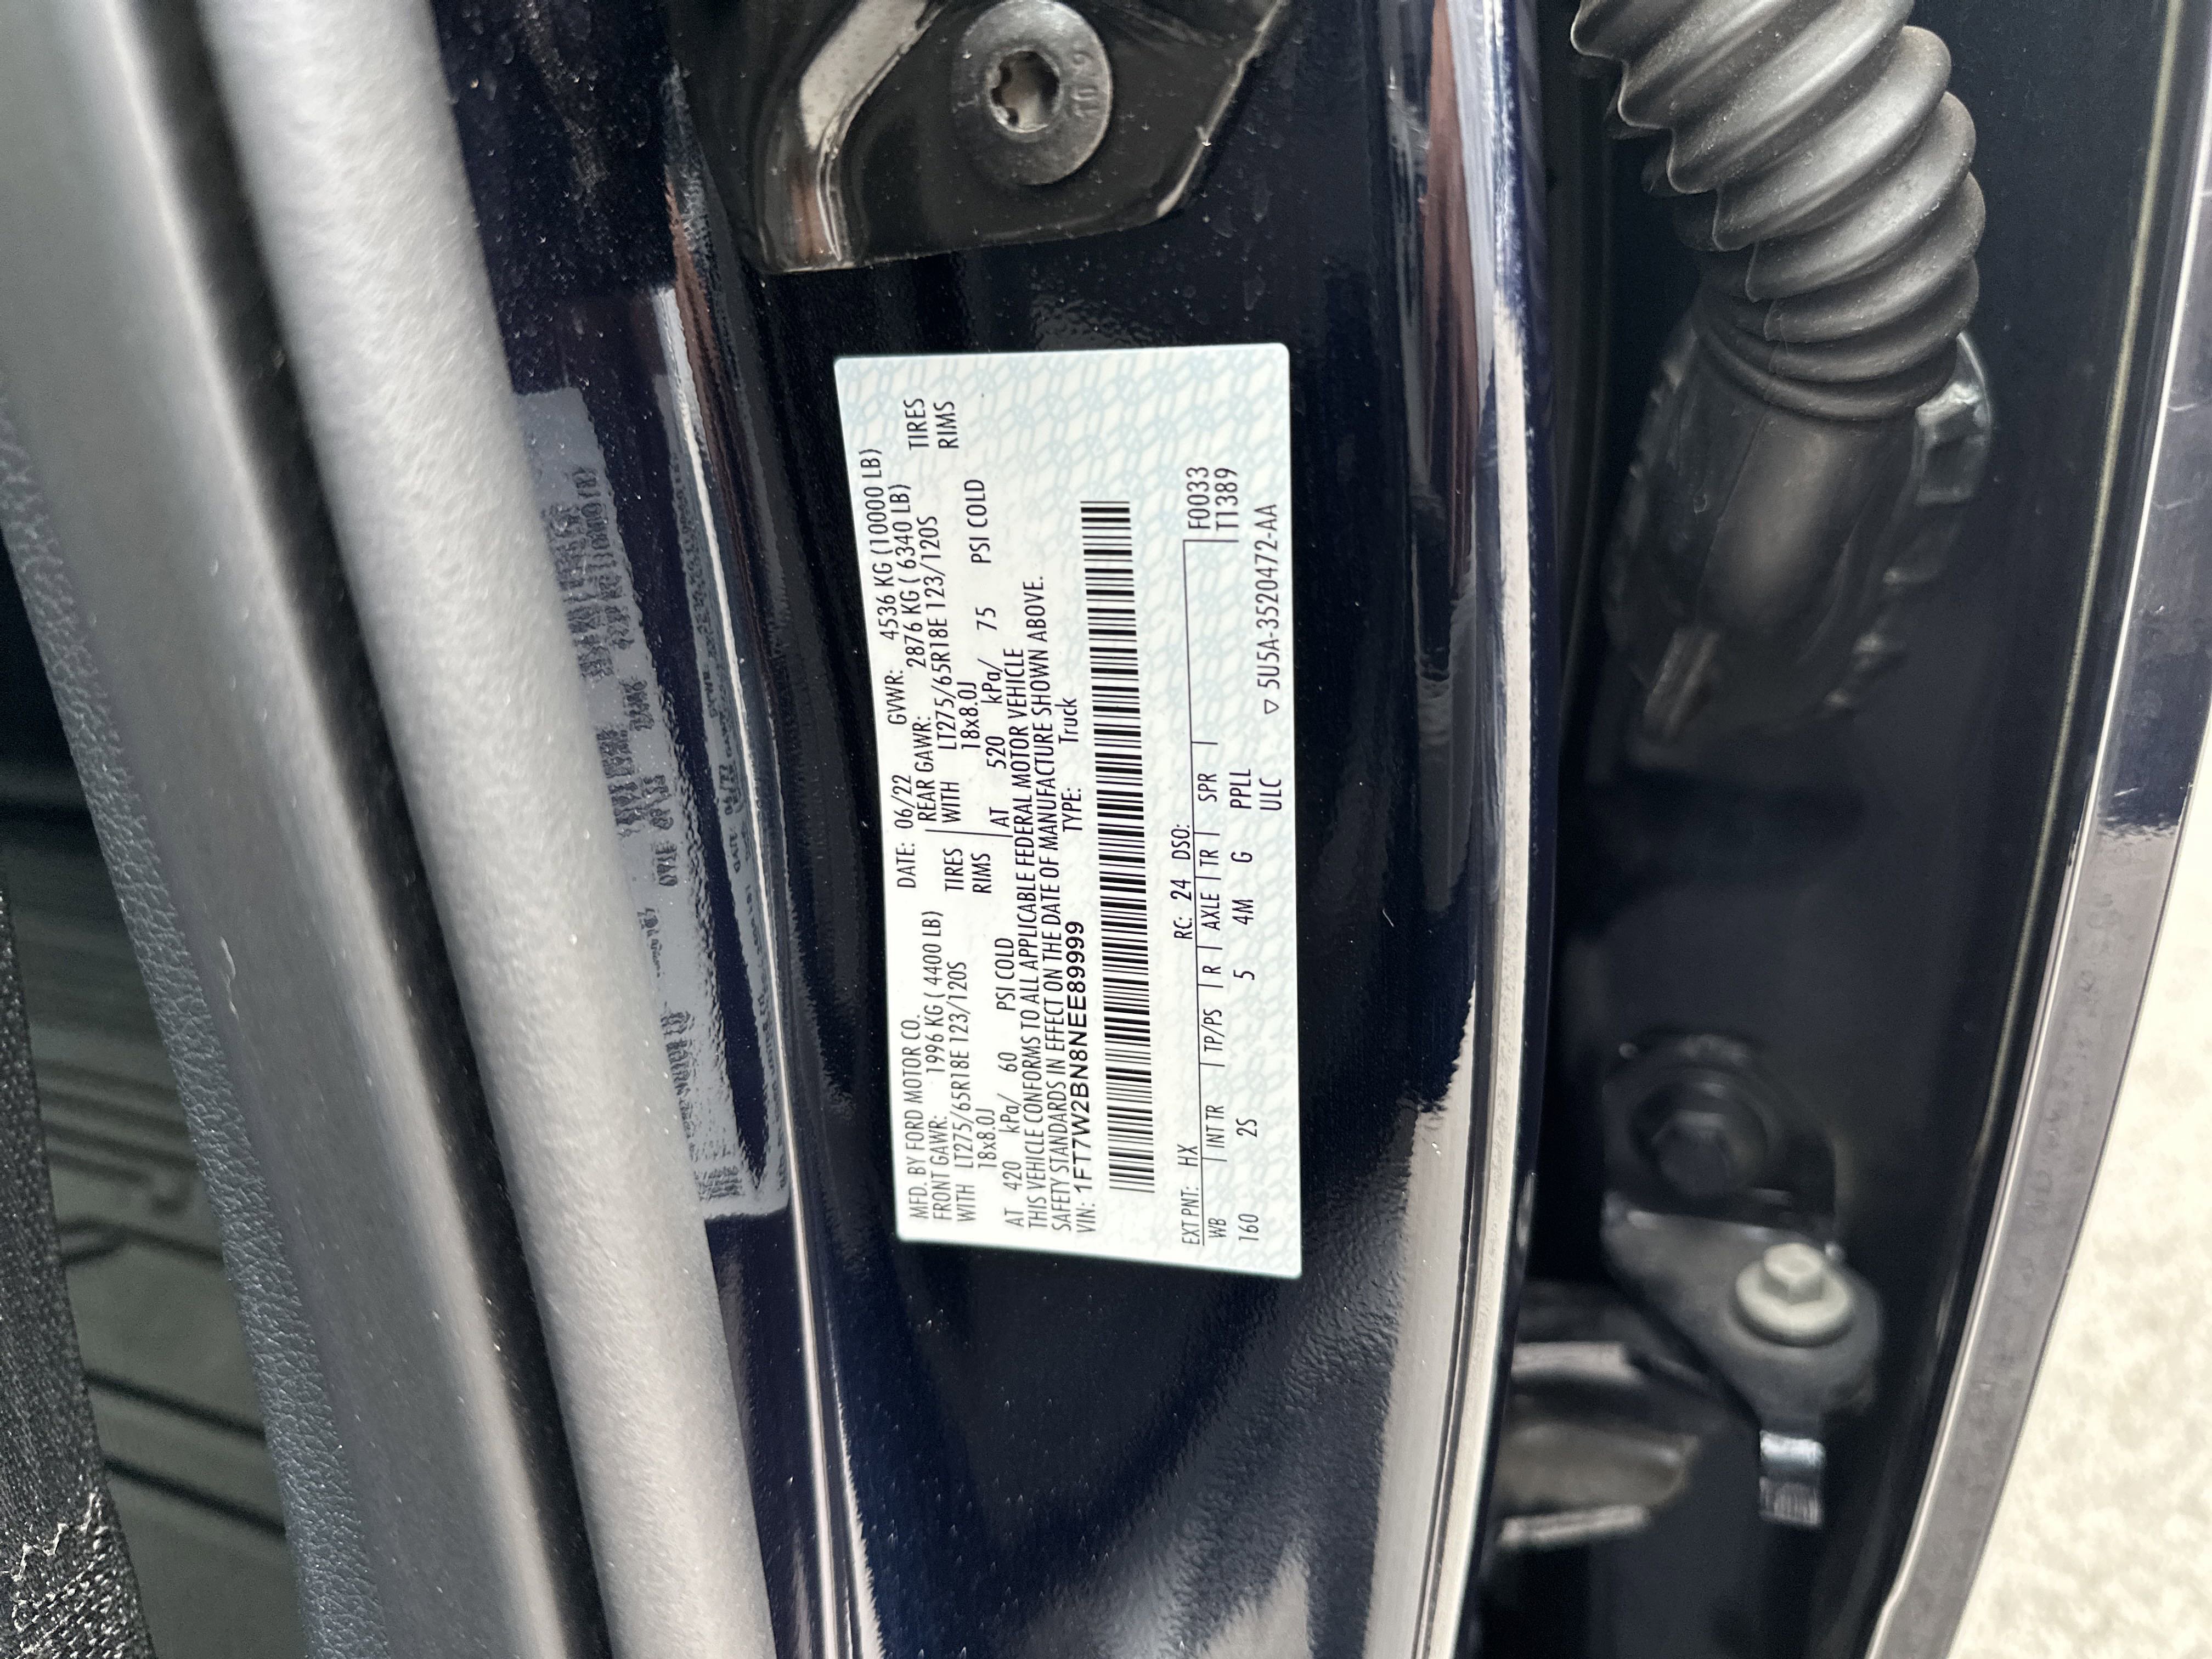 MFD. BY FORD MOTOR CO. DATE: 06/22 GVWR: 4536 KG (10000 LB)
FRONT GAWR: 1996 KG ( 4400 LB) REAR GAWR: 2876 KG ( 6340 LB)
WITH LT275/65R18E 123/120S TIRES WITH LT275/65R18E 123/120S TIRES
18x8.0J RIMS 18x8.0J RIMS
AT 420 kPa/ 60 PSI COLD AT 520 kPa/ 75 PSI COLD
THIS VEHICLE CONFORMS TO ALL APPLICABLE FEDERAL MOTOR VEHICLE
SAFETY STANDARDS IN EFFECT ON THE DATE OF MANUFACTURE SHOWN ABOVE.
VIN: 1FT7W2BN8NEE89999 TYPE: Truck
EXT PNT: HX RC: 24 DSO: F0033
WB | INT TR | TP/PS | R | AXLE | TR | SPR | T1389
160 2S 5 4M G PPLL
ULC ▽ 5U5A-3520472-AA
10.9